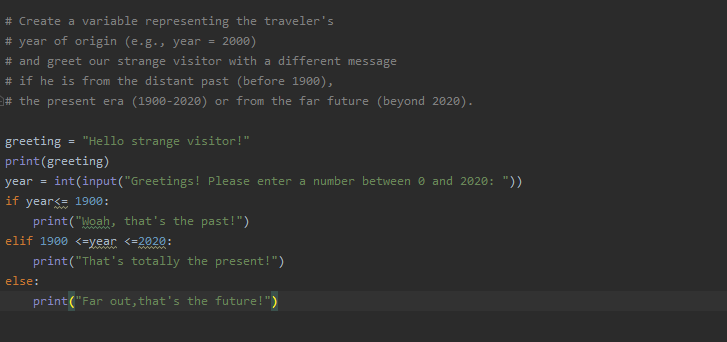 # Create a variable representing the traveler's
# year of origin (e.g., year = 2000)
# and greet our strange visitor with a different message
# if he is from the distant past (before 1900),
# the present era (1900-2020) or from the far future (beyond 2020).
greeting = "Hello strange visitor!"
print(greeting)
year = int(input("Greetings! Please enter a number between 0 and 2020: "))
if year<= 1900:
    print("Woah, that's the past!")
elif 1900 <=year <=2020:
    print("That's totally the present!")
else:
    print("Far out,that's the future!")